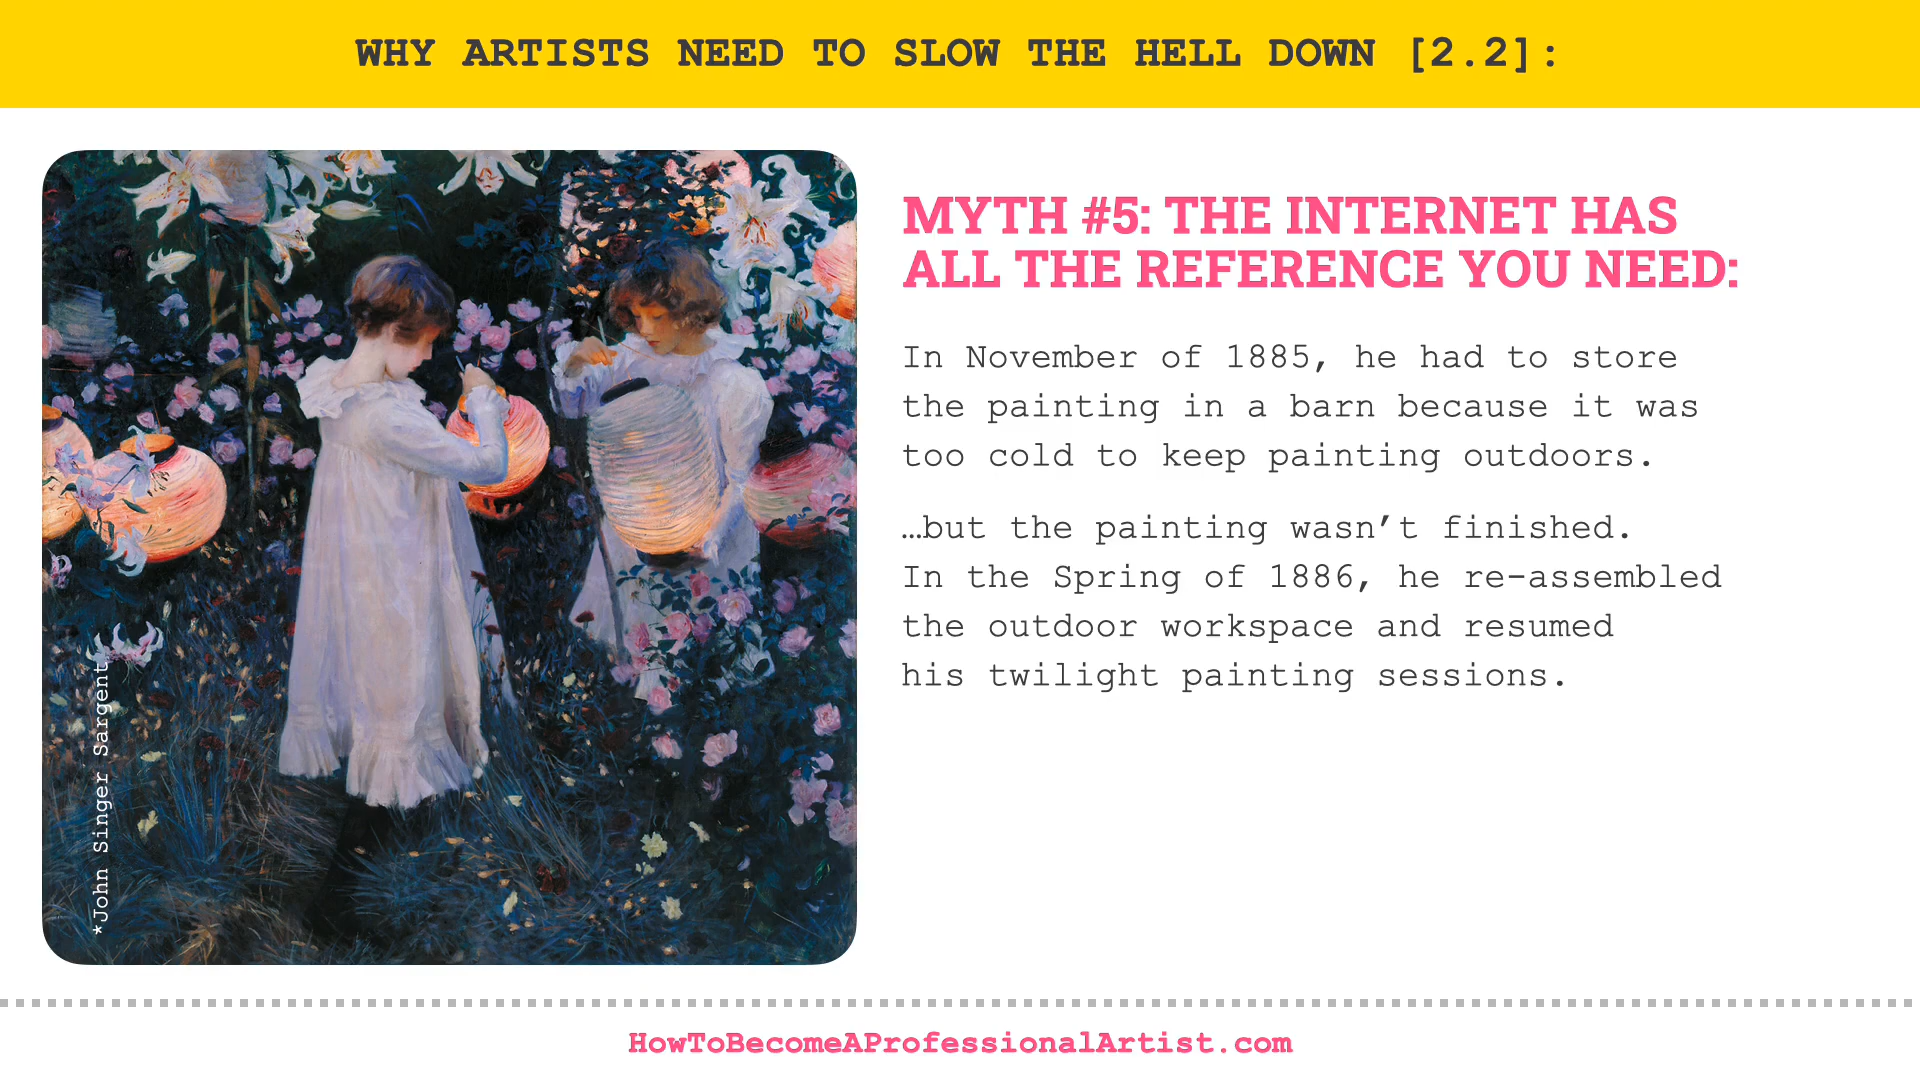 WHY ARTISTS NEED TO SLOW THE HELL DOWN [2.2]:
MYTH #5: THE INTERNET HAS
ALL THE REFERENCE YOU NEED:
In November of 1885, he had to store
the painting in a barn because it was
too cold to keep painting outdoors.
…but the painting wasn’t finished.
In the Spring of 1886, he re-assembled
the outdoor workspace and resumed
his twilight painting sessions.
*John Singer Sargent
HowToBecomeAProfessionalArtist.com